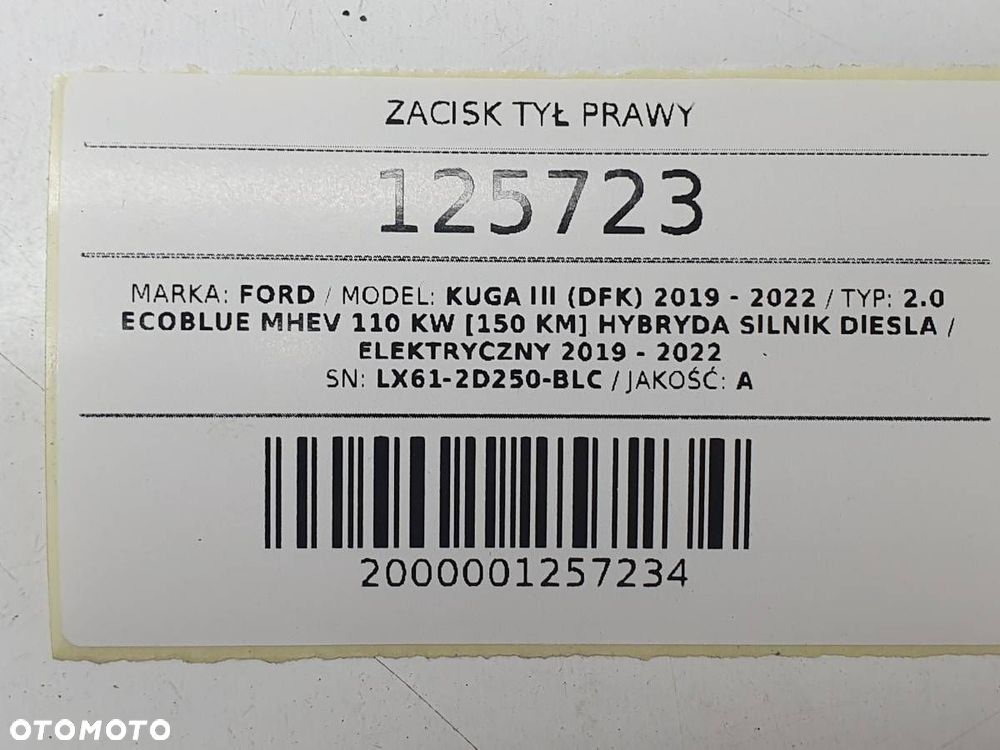 ZACISK TYŁ PRAWY
125723
MARKA: FORD / MODEL: KUGA III (DFK) 2019 - 2022 / TYP: 2.0
ECOBLUE MHEV 110 KW [150 KM] HYBRYDA SILNIK DIESLA /
ELEKTRYCZNY 2019 - 2022
SN: LX61-2D250-BLC / JAKOŚĆ: A
2000001257234
OTOMOTO